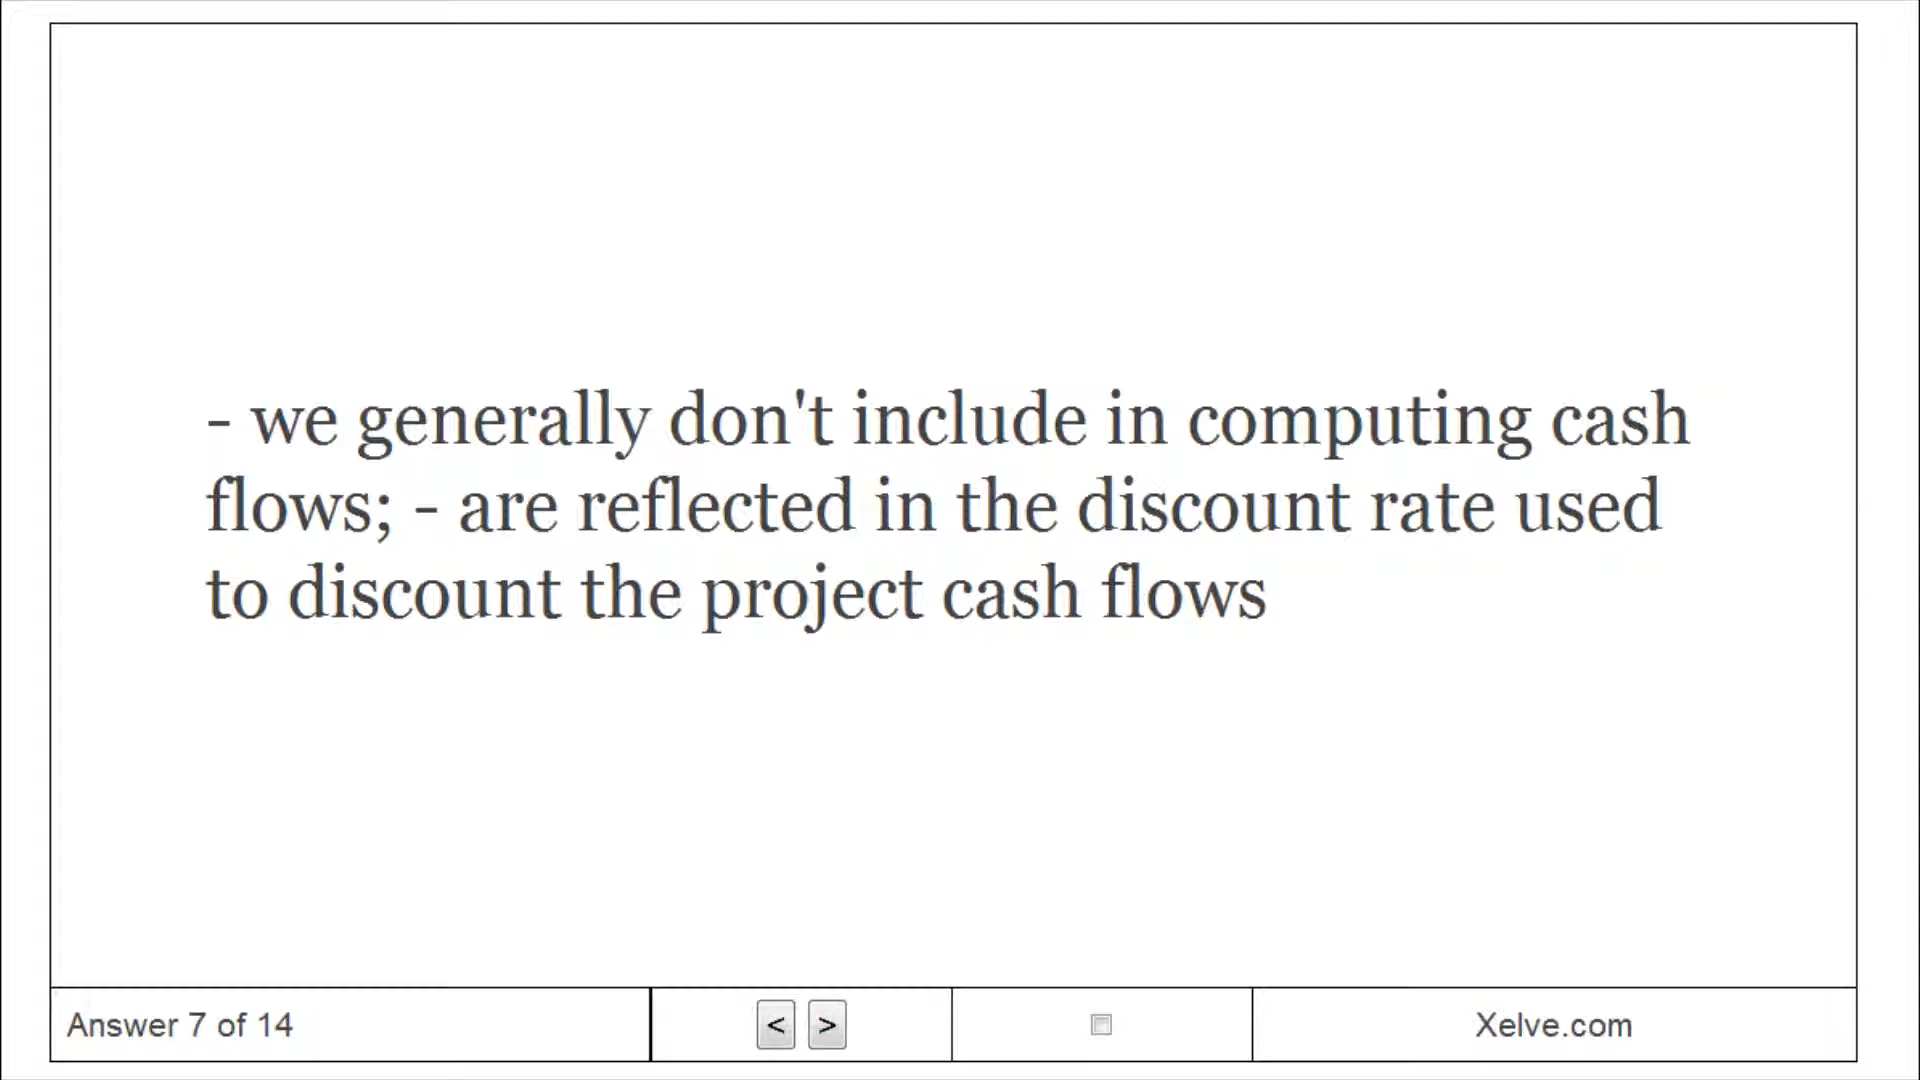 - we generally don't include in computing cash
flows; - are reflected in the discount rate used
to discount the project cash flows
Answer 7 of 14
< >
Xelve.com